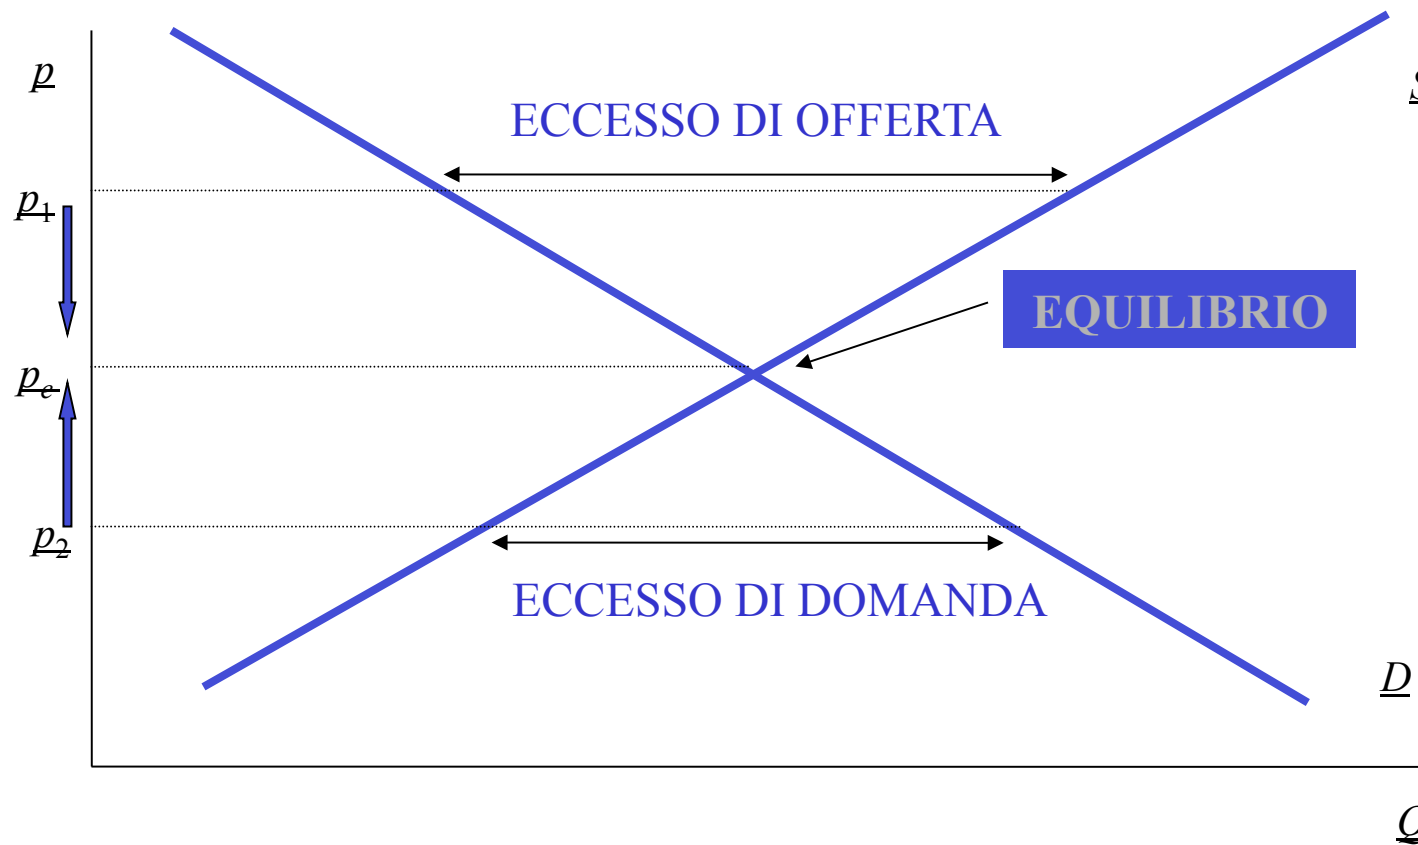 p
S
ECCESSO DI OFFERTA
p1
EQUILIBRIO
pe
p2
ECCESSO DI DOMANDA
D
Q